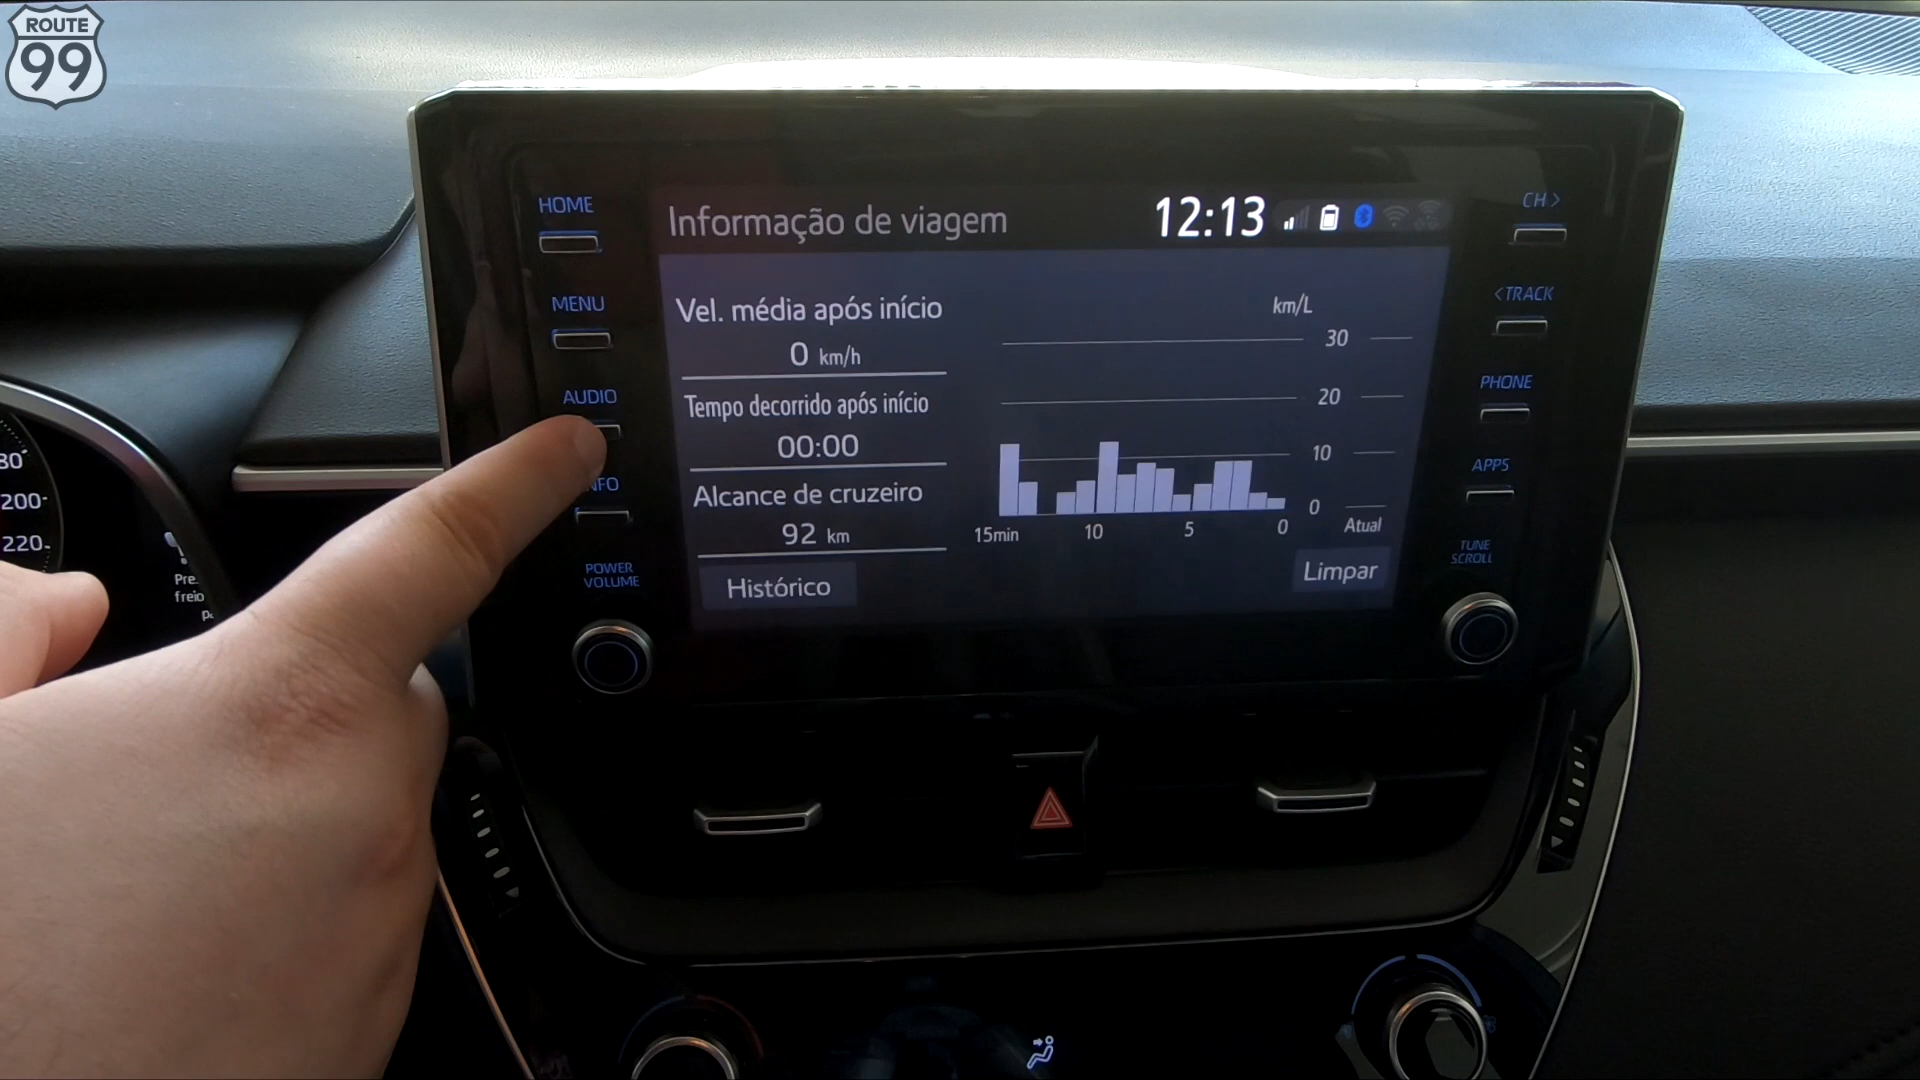 ROUTE
99
HOME
MENU
AUDIO
NFO
POWER
VOLUME
Informação de viagem
12:13
Vel. média após início
0 km/h
Tempo decorrido após início
00:00
Alcance de cruzeiro
92 km
Histórico
km/L
30
20
10
0
15min 10 5 0 Atual
Limpar
CH >
< TRACK
PHONE
APPS
TUNE
SCROLL
80
200
220
Pre
freio